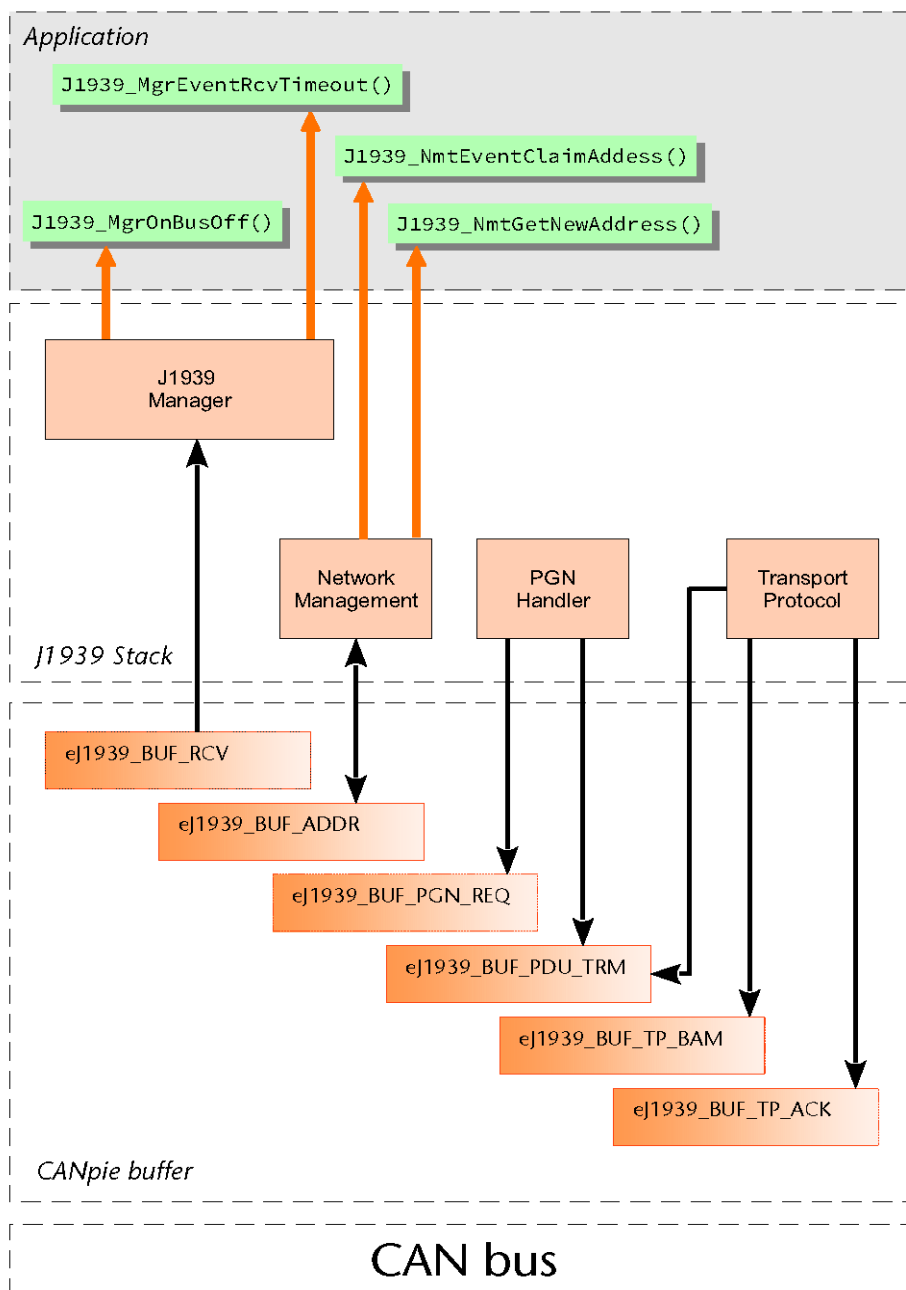 Application
J1939_MgrEventRcvTimeout()
J1939_NmtEventClaimAddess()
J1939_MgrOnBusOff()
J1939_NmtGetNewAddress()
J1939
Manager
Network
Management
PGN
Handler
Transport
Protocol
J1939 Stack
eJ1939_BUF_RCV
eJ1939_BUF_ADDR
eJ1939_BUF_PGN_REQ
eJ1939_BUF_PDU_TRM
eJ1939_BUF_TP_BAM
eJ1939_BUF_TP_ACK
CANpie buffer
CAN bus